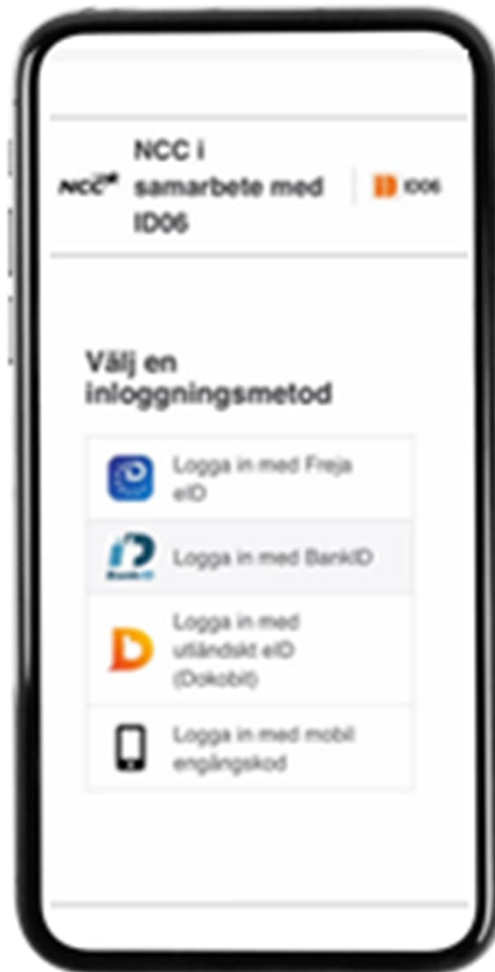 NCC i
NCC samarbete med ID06
ID06
Välj en
inloggningsmetod
Logga in med Freja
eID
BankID Logga in med BankID
Logga in med
utländskt eID
(Dokobit)
Logga in med mobil
engångskod